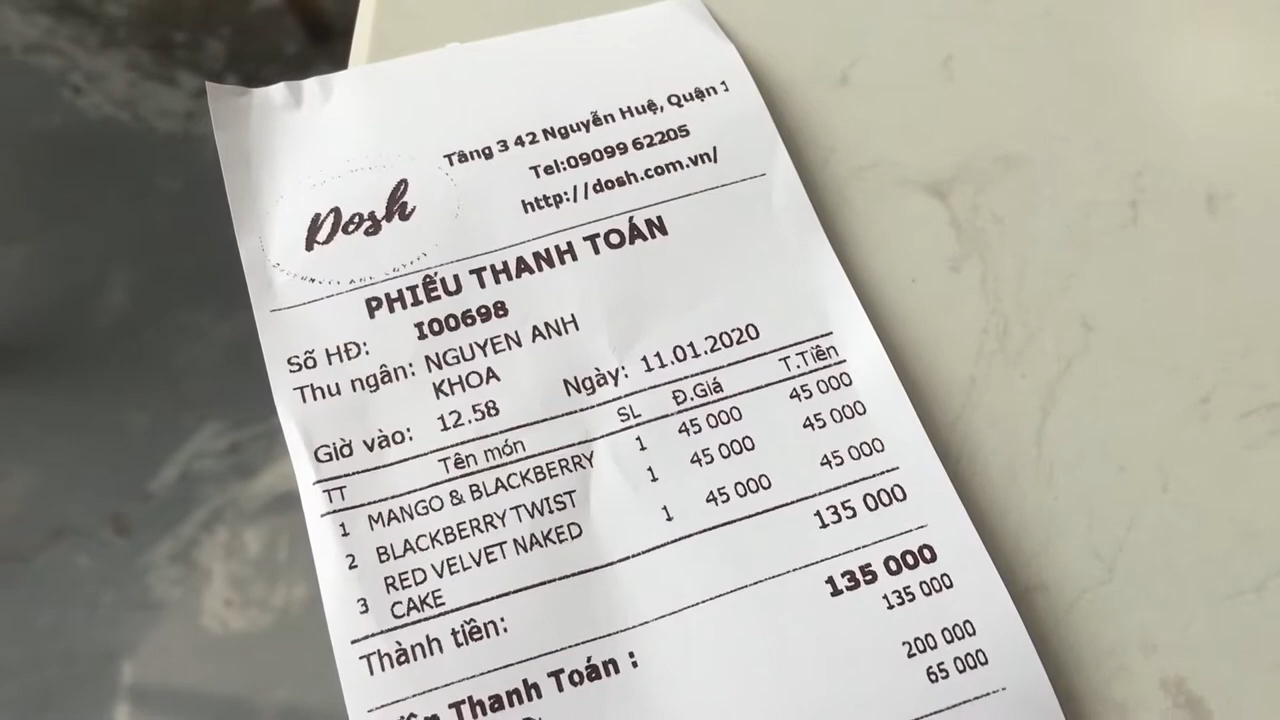 Tầng 3 42 Nguyễn Huệ, Quận 1
Tel:09099 62205
http://dosh.com.vn/
Dosh
PHIẾU THANH TOÁN
Số HĐ: I00698
Thu ngân: NGUYEN ANH
KHOA
Giờ vào: 12.58 Ngày: 11.01.2020
TT Tên món SL Đ.Giá T.Tiền
1 MANGO & BLACKBERRY 1 45 000 45 000
2 BLACKBERRY TWIST 1 45 000 45 000
3 RED VELVET NAKED 1 45 000 45 000
CAKE
Thành tiền: 135 000
Thanh Toán : 135 000
135 000
200 000
65 000